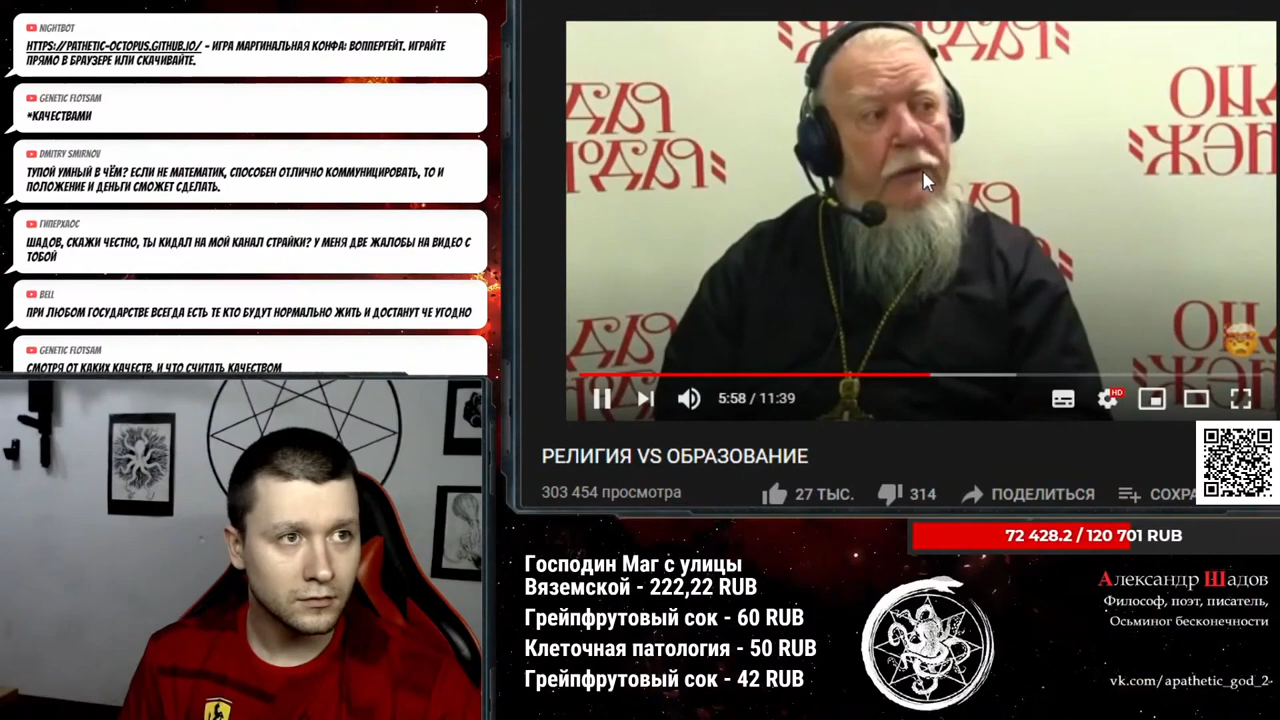 NIGHTBOT
HTTPS://PATHETIC-OCTOPUS.GITHUB.IO/ - ИГРА МАРГИНАЛЬНАЯ КОНФА: ВОППЕРГЕЙТ. ИГРАЙТЕ
ПРЯМО В БРАУЗЕРЕ ИЛИ СКАЧИВАЙТЕ.
GENETIC FLOTSAM
*КАЧЕСТВАМИ
DMITRY SMIRNOV
ТУПОЙ УМНЫЙ В ЧЁМ? ЕСЛИ НЕ МАТЕМАТИК, СПОСОБЕН ОТЛИЧНО КОММУНИЦИРОВАТЬ, ТО И
ПОЛОЖЕНИЕ И ДЕНЬГИ СМОЖЕТ СДЕЛАТЬ.
ГИПЕРХАОС
ШАДОВ, СКАЖИ ЧЕСТНО, ТЫ КИДАЛ НА МОЙ КАНАЛ СТРАЙКИ? У МЕНЯ ДВЕ ЖАЛОБЫ НА ВИДЕО С
ТОБОЙ
BELL
ПРИ ЛЮБОМ ГОСУДАРСТВЕ ВСЕГДА ЕСТЬ ТЕ КТО БУДУТ НОРМАЛЬНО ЖИТЬ И ДОСТАНУТ ЧЕ УГОДНО
GENETIC FLOTSAM
СМОТРЯ ОТ КАКИХ КАЧЕСТВ, И ЧТО СЧИТАТЬ КАЧЕСТВОМ
5:58 / 11:39
HD
РЕЛИГИЯ VS ОБРАЗОВАНИЕ
303 454 просмотра
27 ТЫС.
314
ПОДЕЛИТЬСЯ
СОХРА
72 428.2 / 120 701 RUB
Господин Маг с улицы
Вяземской - 222,22 RUB
Грейпфрутовый сок - 60 RUB
Клеточная патология - 50 RUB
Грейпфрутовый сок - 42 RUB
Александр Шадов
Философ, поэт, писатель,
Осьминог бесконечности
vk.com/apathetic_god_2